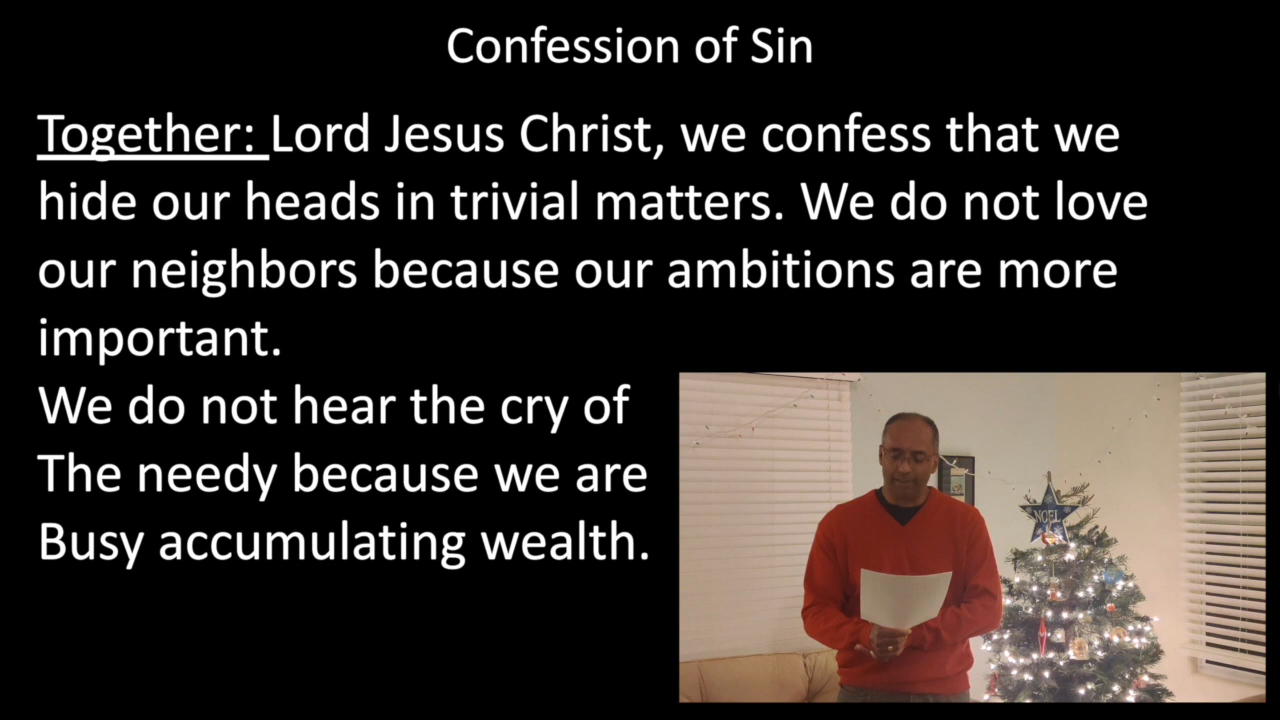 Confession of Sin
Together: Lord Jesus Christ, we confess that we
hide our heads in trivial matters. We do not love
our neighbors because our ambitions are more
important.
We do not hear the cry of
The needy because we are
Busy accumulating wealth.
NOEL